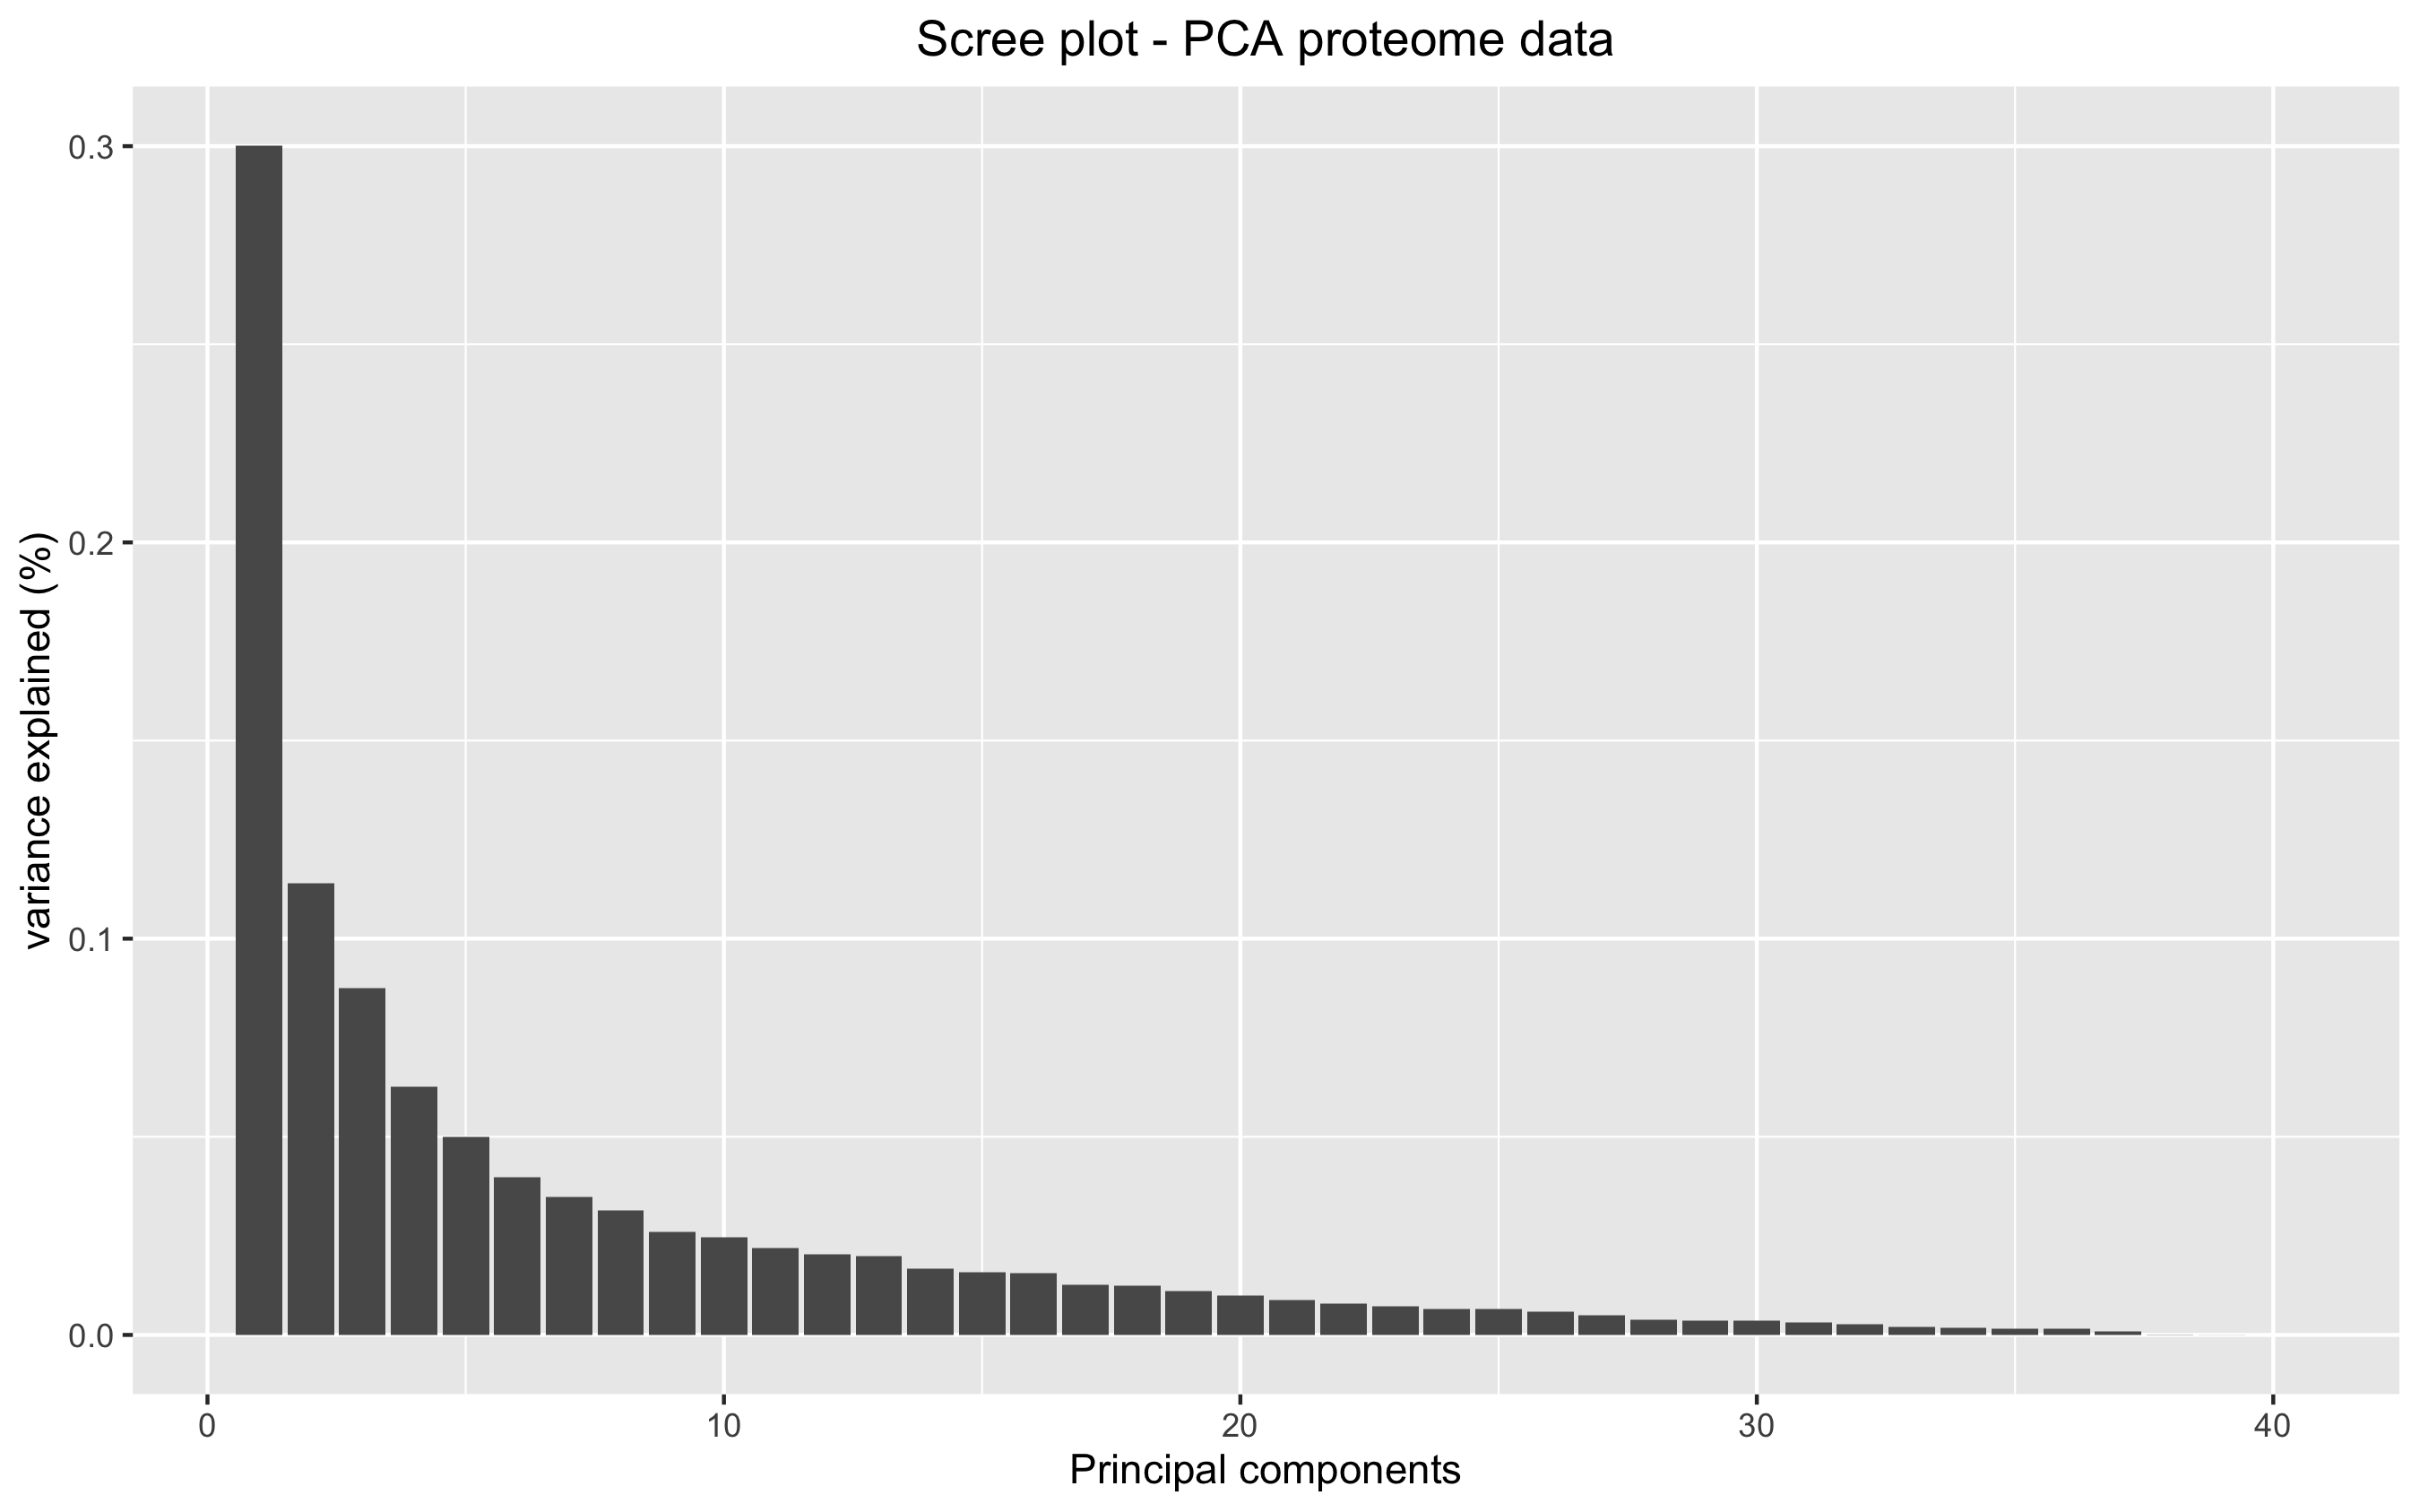 Scree plot - PCA proteome data
variance explained (%)
0.3
0.2
0.1
0.0
0 10 20 30 40
Principal components